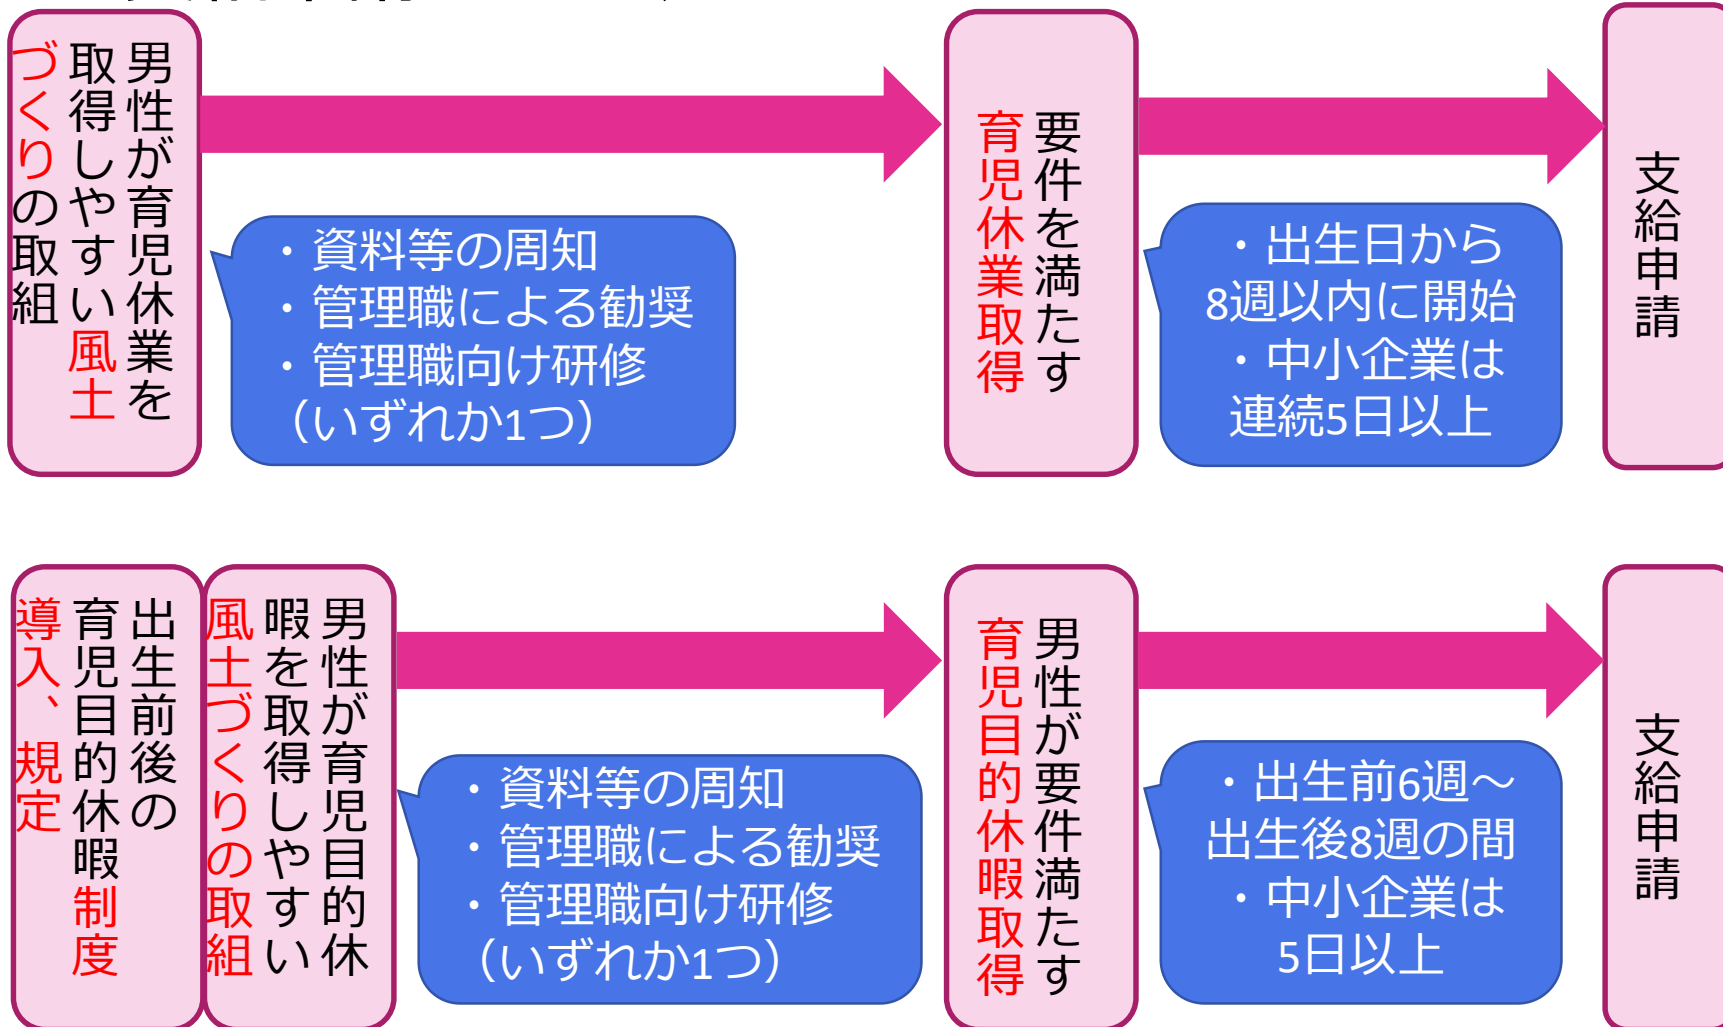 男性が育児休業を
取得しやすい風土
づくりの取組
・資料等の周知
・管理職による勧奨
・管理職向け研修
（いずれか1つ）
要件を満たす
育児休業取得
・出生日から
8週以内に開始
・中小企業は
連続5日以上
支給申請
出生前後の
育児目的休暇制度
導入、規定
男性が育児目的休
暇を取得しやすい
風土づくりの取組
・資料等の周知
・管理職による勧奨
・管理職向け研修
（いずれか1つ）
男性が要件満たす
育児目的休暇取得
・出生前6週～
出生後8週の間
・中小企業は
5日以上
支給申請